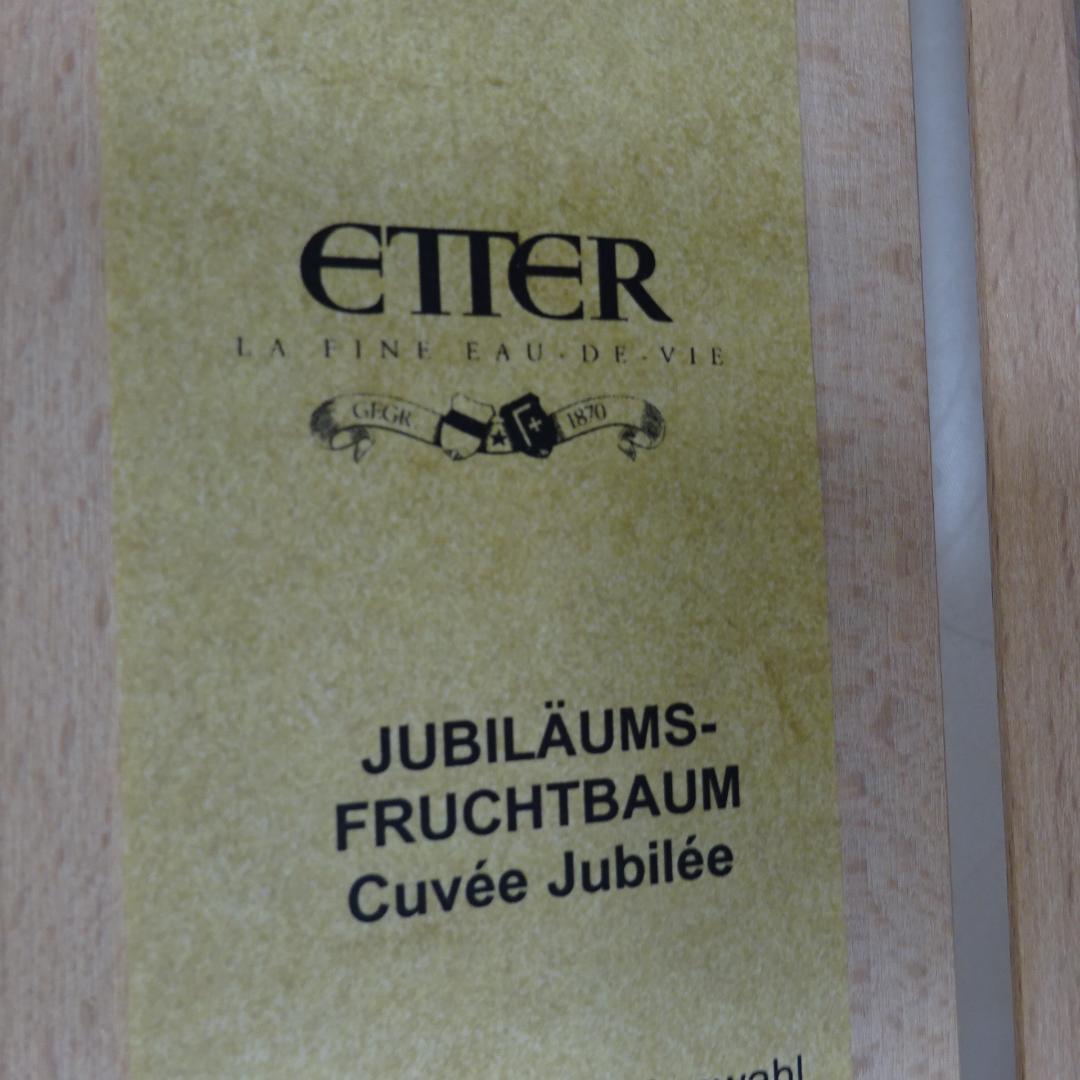 ETTER
LA FINE EAU-DE-VIE
GEGR. 1870
JUBILÄUMS-
FRUCHTBAUM
Cuvée Jubilée